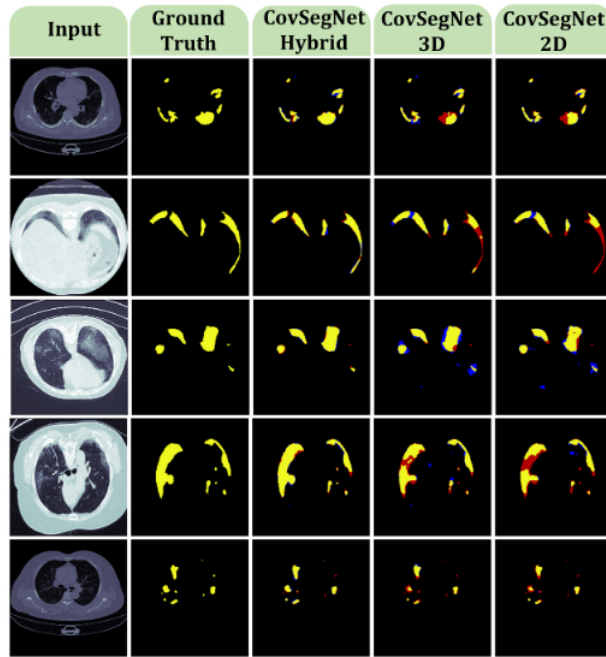 Input
Ground
Truth
CovSegNet
Hybrid
CovSegNet
3D
CovSegNet
2D